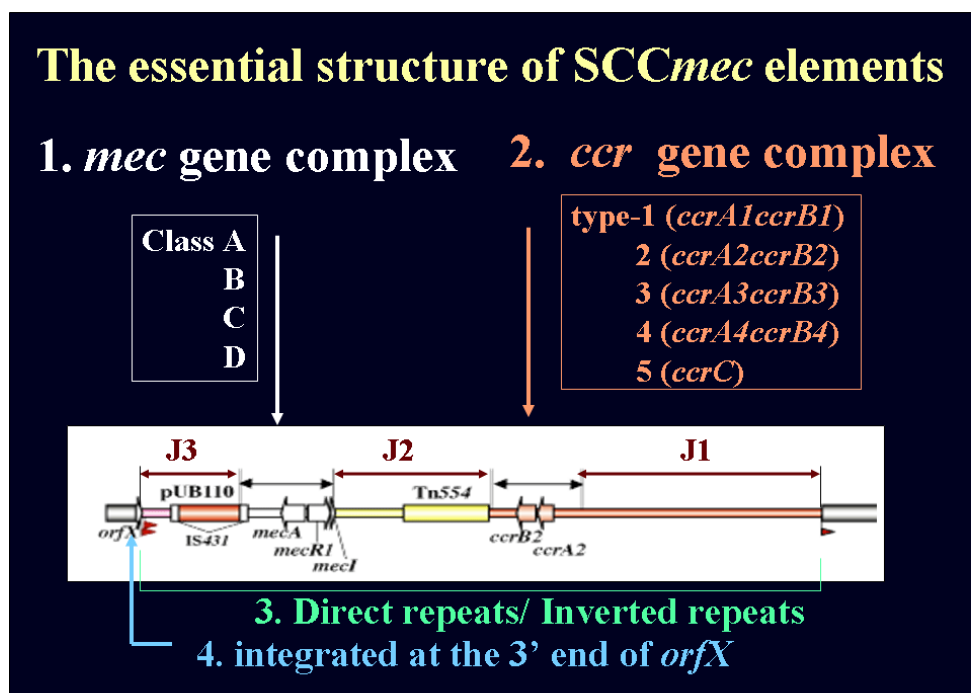 The essential structure of SCCmec elements
1. mec gene complex
2. ccr gene complex
Class A
B
C
D
type-1 (ccrA1ccrB1)
2 (ccrA2ccrB2)
3 (ccrA3ccrB3)
4 (ccrA4ccrB4)
5 (ccrC)
J3 J2 J1
pUB110 Tn554
orfX IS431 mecA mecR1 mecI ccrB2 ccrA2
3. Direct repeats/ Inverted repeats
4. integrated at the 3’ end of orfX